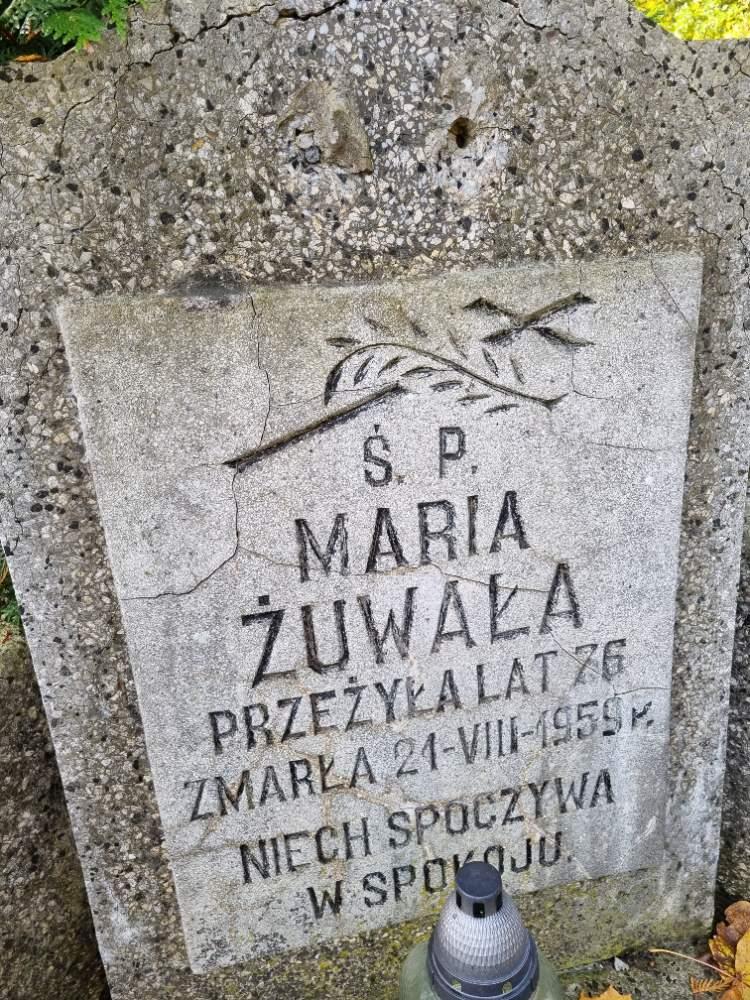 Ś. P.
MARIA
ŻUWAŁA
PRZEŻYŁA LAT 76
ZMARŁA 21-VIII-1959 R.
NIECH SPOCZYWA
W SPOKOJU.